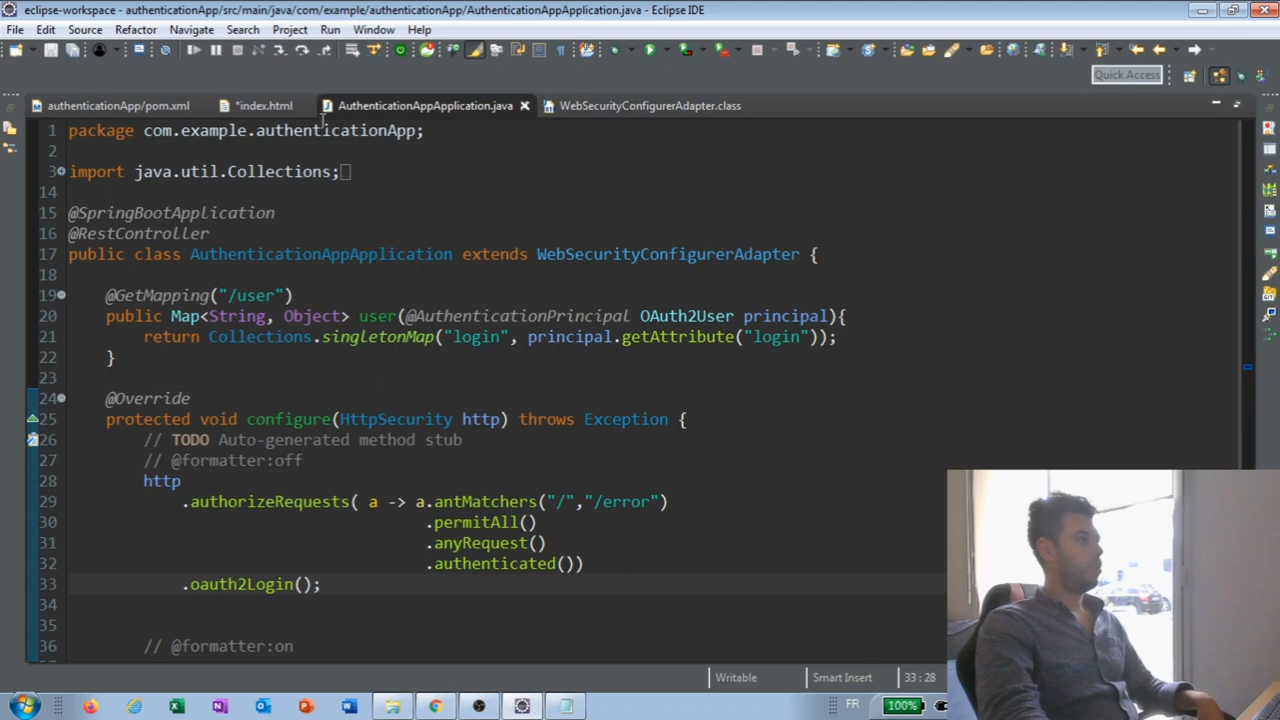 eclipse-workspace - authenticationApp/src/main/java/com/example/authenticationApp/AuthenticationAppApplication.java - Eclipse IDE
File Edit Source Refactor Navigate Search Project Run Window Help
Quick Access
authenticationApp/pom.xml *index.html AuthenticationAppApplication.java WebSecurityConfigurerAdapter.class
1 package com.example.authenticationApp;
2
3 import java.util.Collections;
14
15 @SpringBootApplication
16 @RestController
17 public class AuthenticationAppApplication extends WebSecurityConfigurerAdapter {
18
19 @GetMapping("/user")
20 public Map<String, Object> user(@AuthenticationPrincipal OAuth2User principal){
21 return Collections.singletonMap("login", principal.getAttribute("login"));
22 }
23
24 @Override
25 protected void configure(HttpSecurity http) throws Exception {
26 // TODO Auto-generated method stub
27 // @formatter:off
28 http
29 .authorizeRequests( a -> a.antMatchers("/","/error")
30 .permitAll()
31 .anyRequest()
32 .authenticated())
33 .oauth2Login();
34
35
36 // @formatter:on
Writable Smart Insert 33 : 28
FR 100%